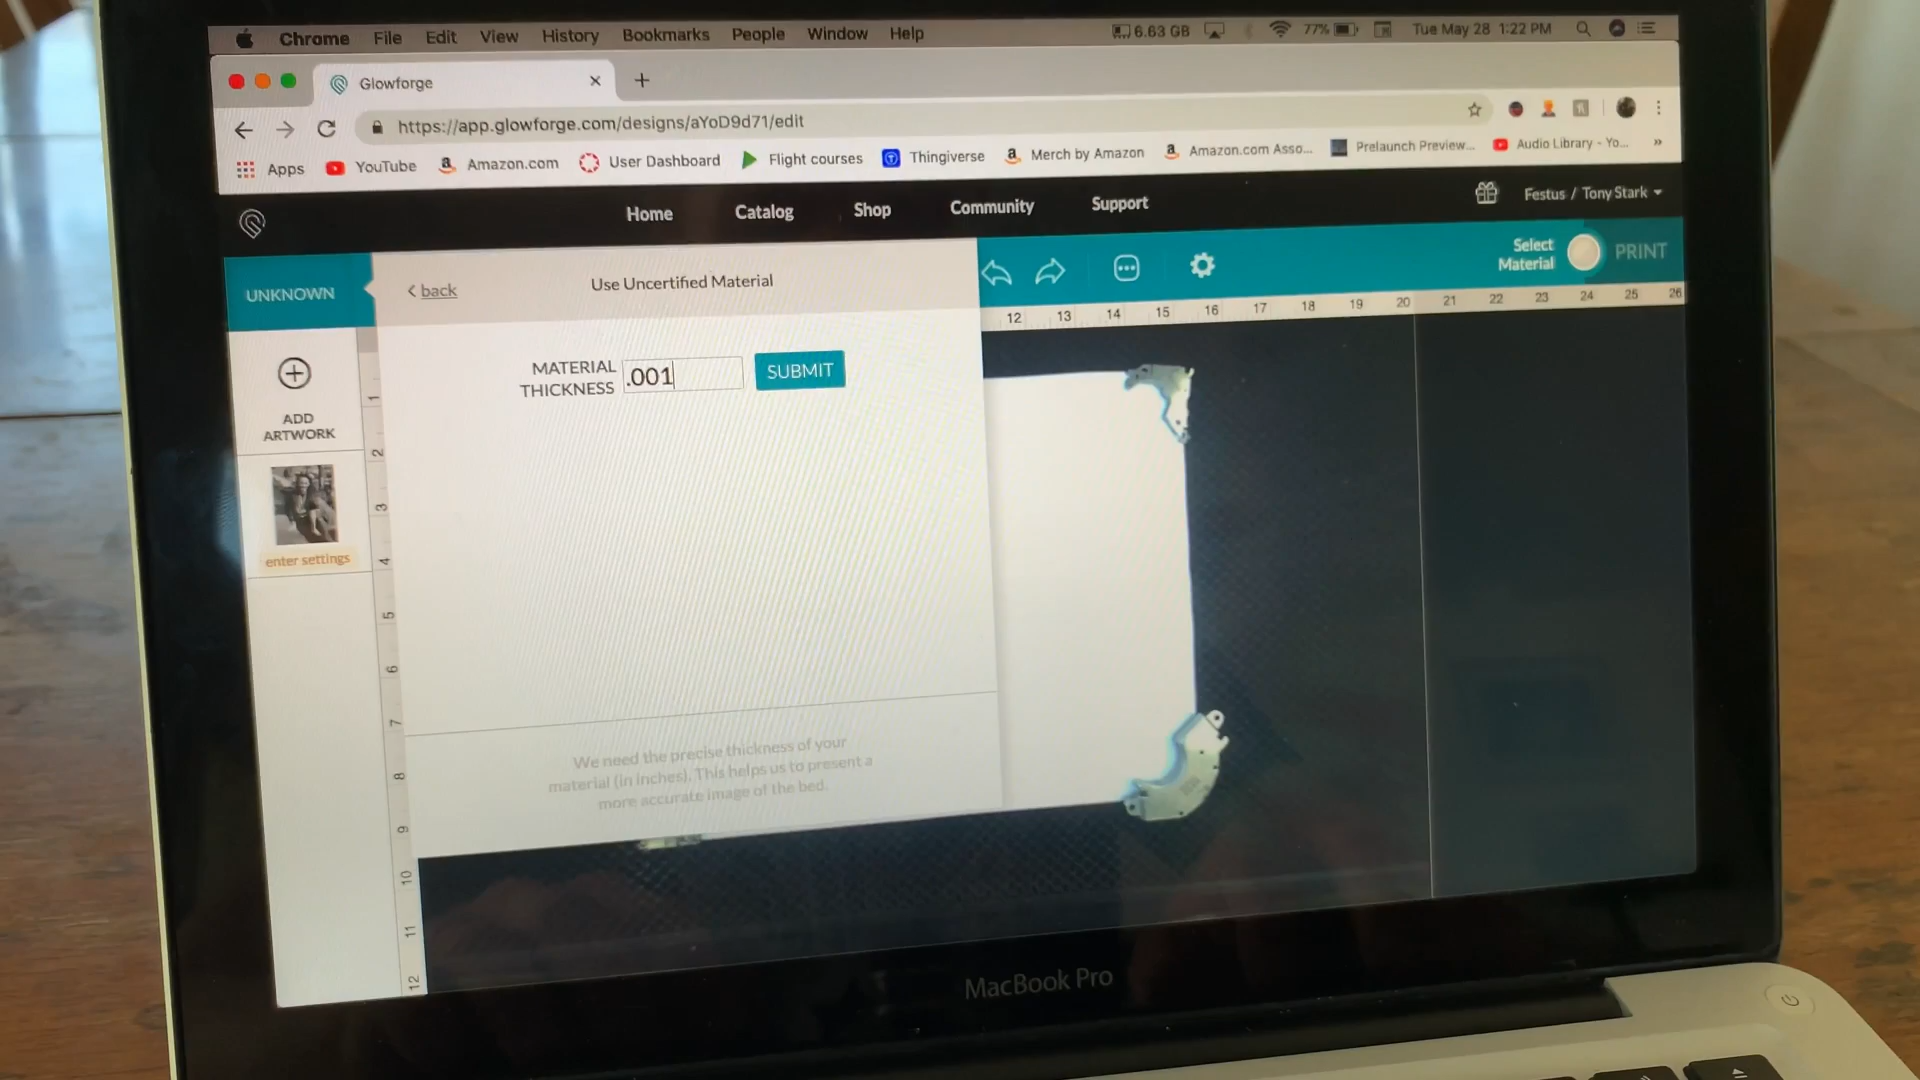 Chrome File Edit View History Bookmarks People Window Help 6.63 GB 77% Tue May 28 1:22 PM
Glowforge
https://app.glowforge.com/designs/aYoD9d71/edit
Apps YouTube Amazon.com User Dashboard Flight courses Thingiverse Merch by Amazon Amazon.com Asso... Prelaunch Preview... Audio Library - Yo... »
Home Catalog Shop Community Support Festus / Tony Stark
UNKNOWN
< back
Use Uncertified Material
Select
Material
PRINT
12 13 14 15 16 17 18 19 20 21 22 23 24 25 26
MATERIAL
THICKNESS
.001
SUBMIT
ADD
ARTWORK
enter settings
1
2
3
4
5
6
7
8
9
10
11
12
We need the precise thickness of your
material (in inches). This helps us to present a
more accurate image of the bed.
MacBook Pro